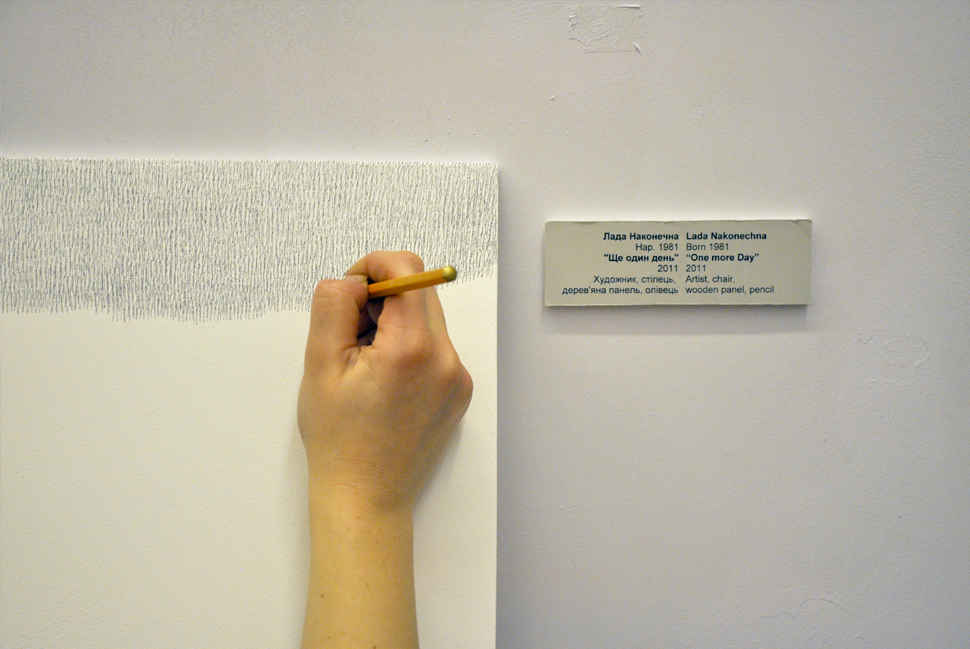 Лада Наконечна
Нар. 1981
"Ще один день"
2011
Художник, стілець,
дерев'яна панель, олівець
Lada Nakonechna
Born 1981
“One more Day”
2011
Artist, chair,
wooden panel, pencil